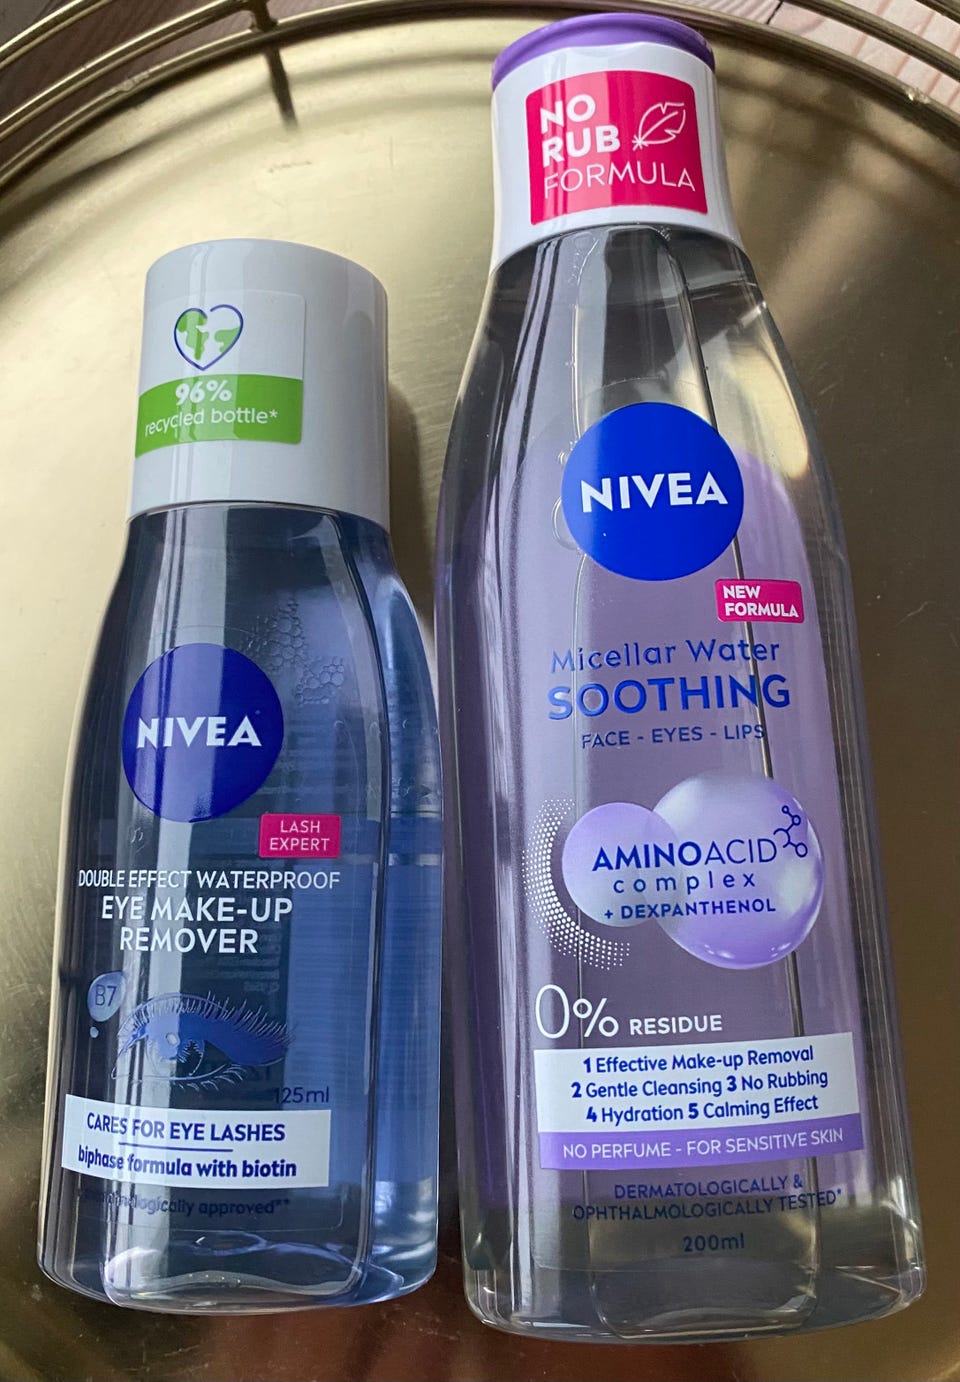 96%
recycled bottle*
NIVEA
LASH
EXPERT
DOUBLE EFFECT WATERPROOF
EYE MAKE-UP
REMOVER
B7
125ml
CARES FOR EYE LASHES
biphase formula with biotin
approved**
NO
RUB
FORMULA
NIVEA
NEW
FORMULA
Micellar Water
SOOTHING
FACE - EYES - LIPS
AMINOACID
complex
+ DEXPANTHENOL
0% RESIDUE
1 Effective Make-up Removal
2 Gentle Cleansing 3 No Rubbing
4 Hydration 5 Calming Effect
NO PERFUME - FOR SENSITIVE SKIN
DERMATOLOGICALLY &
OPHTHALMOLOGICALLY TESTED*
200ml